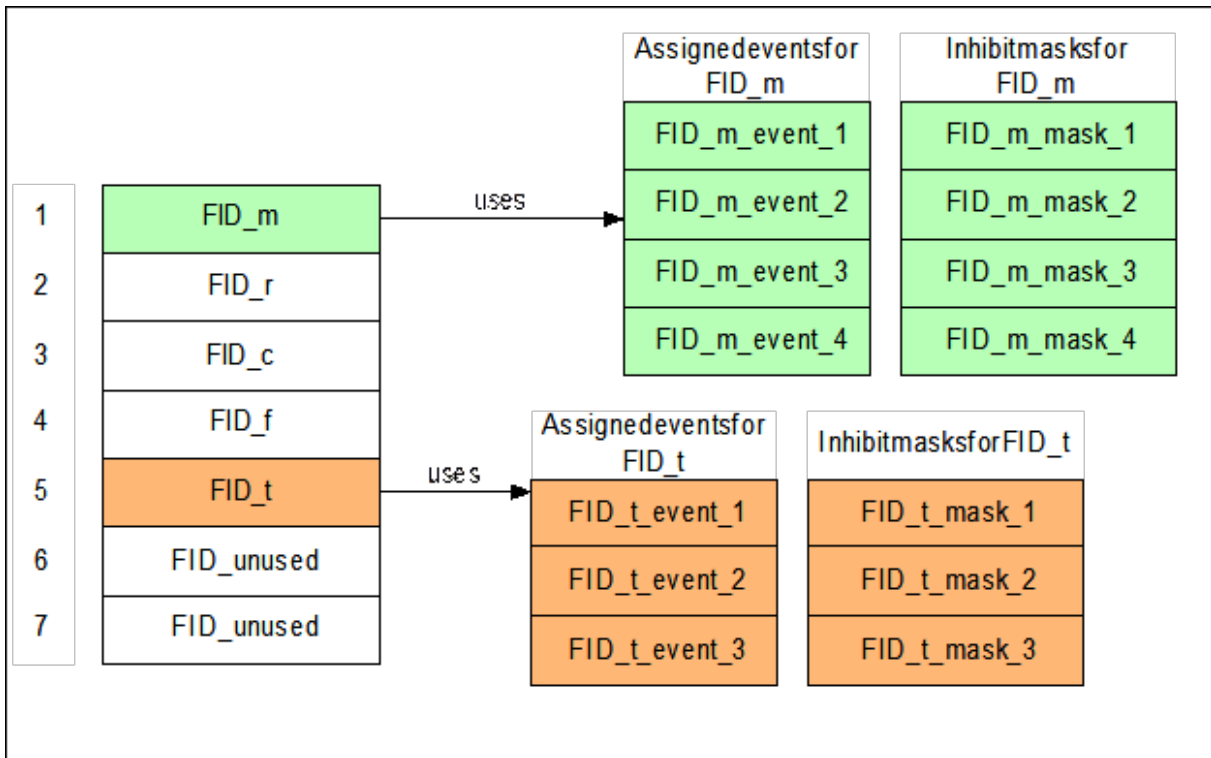 Assignedeventsfor
FID_m
Inhibitmasksfor
FID_m
FID_m_event_1
FID_m_mask_1
FID_m_event_2
FID_m_mask_2
FID_m_event_3
FID_m_mask_3
FID_m_event_4
FID_m_mask_4
1
FID_m
uses
2
FID_r
3
FID_c
4
FID_f
5
FID_t
uses
6
FID_unused
7
FID_unused
Assignedeventsfor
FID_t
InhibitmasksforFID_t
FID_t_event_1
FID_t_mask_1
FID_t_event_2
FID_t_mask_2
FID_t_event_3
FID_t_mask_3